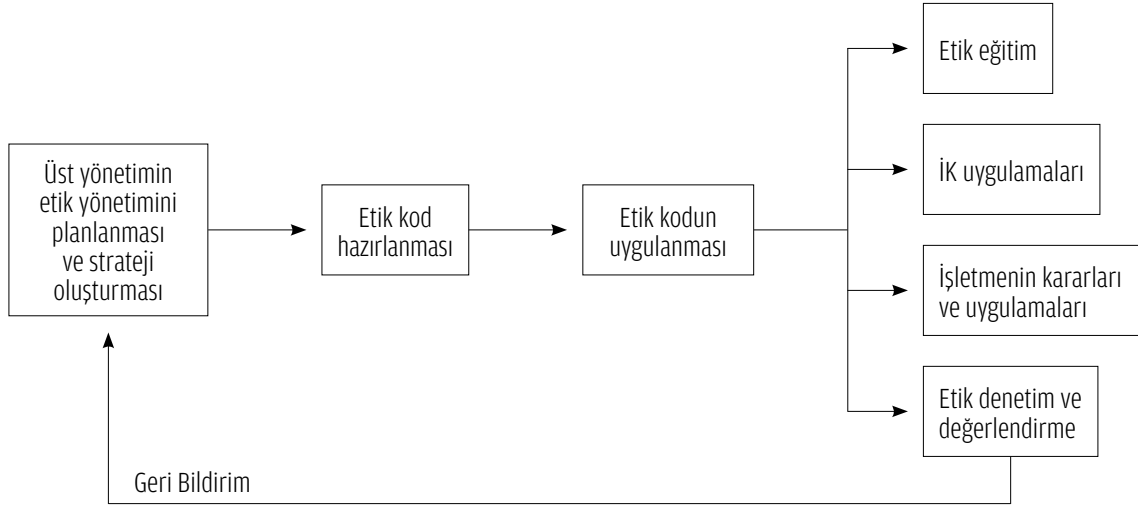 Üst yönetimin
etik yönetimini
planlanması
ve strateji
oluşturması
Etik kod
hazırlanması
Etik kodun
uygulanması
Etik eğitim
İK uygulamaları
İşletmenin kararları
ve uygulamaları
Etik denetim ve
değerlendirme
Geri Bildirim